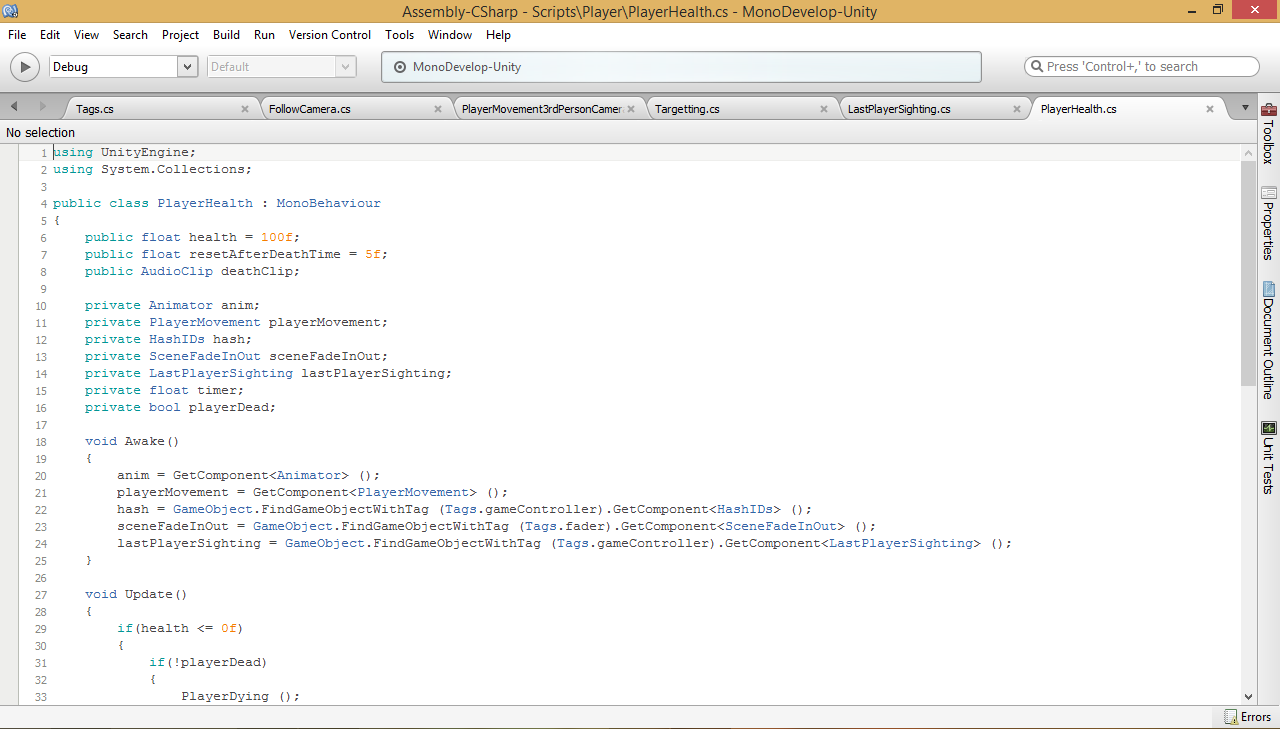 Assembly-CSharp - Scripts\Player\PlayerHealth.cs - MonoDevelop-Unity
File Edit View Search Project Build Run Version Control Tools Window Help
Debug Default MonoDevelop-Unity Press 'Control+,' to search
Tags.cs FollowCamera.cs PlayerMovement3rdPersonCamer Targetting.cs LastPlayerSighting.cs PlayerHealth.cs
No selection
1 using UnityEngine;
2 using System.Collections;
3
4 public class PlayerHealth : MonoBehaviour
5 {
6 public float health = 100f;
7 public float resetAfterDeathTime = 5f;
8 public AudioClip deathClip;
9
10 private Animator anim;
11 private PlayerMovement playerMovement;
12 private HashIDs hash;
13 private SceneFadeInOut sceneFadeInOut;
14 private LastPlayerSighting lastPlayerSighting;
15 private float timer;
16 private bool playerDead;
17
18 void Awake()
19 {
20 anim = GetComponent<Animator> ();
21 playerMovement = GetComponent<PlayerMovement> ();
22 hash = GameObject.FindGameObjectWithTag (Tags.gameController).GetComponent<HashIDs> ();
23 sceneFadeInOut = GameObject.FindGameObjectWithTag (Tags.fader).GetComponent<SceneFadeInOut> ();
24 lastPlayerSighting = GameObject.FindGameObjectWithTag (Tags.gameController).GetComponent<LastPlayerSighting> ();
25 }
26
27 void Update()
28 {
29 if(health <= 0f)
30 {
31 if(!playerDead)
32 {
33 PlayerDying ();
Toolbox
Properties
Document Outline
Unit Tests
Errors